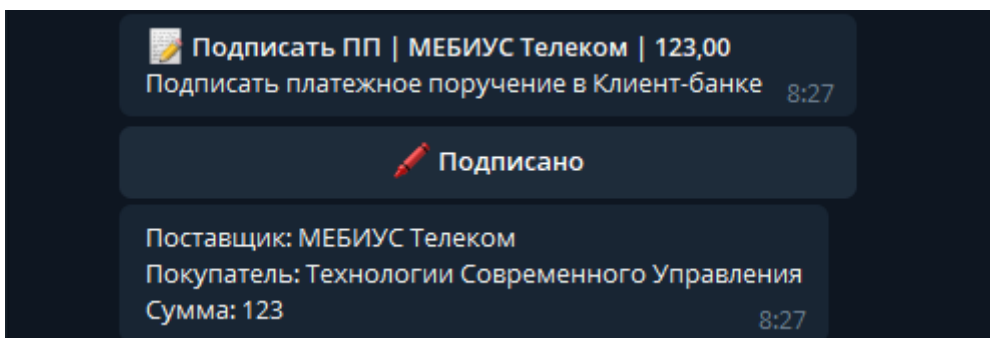 📝 Подписать ПП | МЕБИУС Телеком | 123,00
Подписать платежное поручение в Клиент-банке 8:27
🖍 Подписано
Поставщик: МЕБИУС Телеком
Покупатель: Технологии Современного Управления
Сумма: 123 8:27